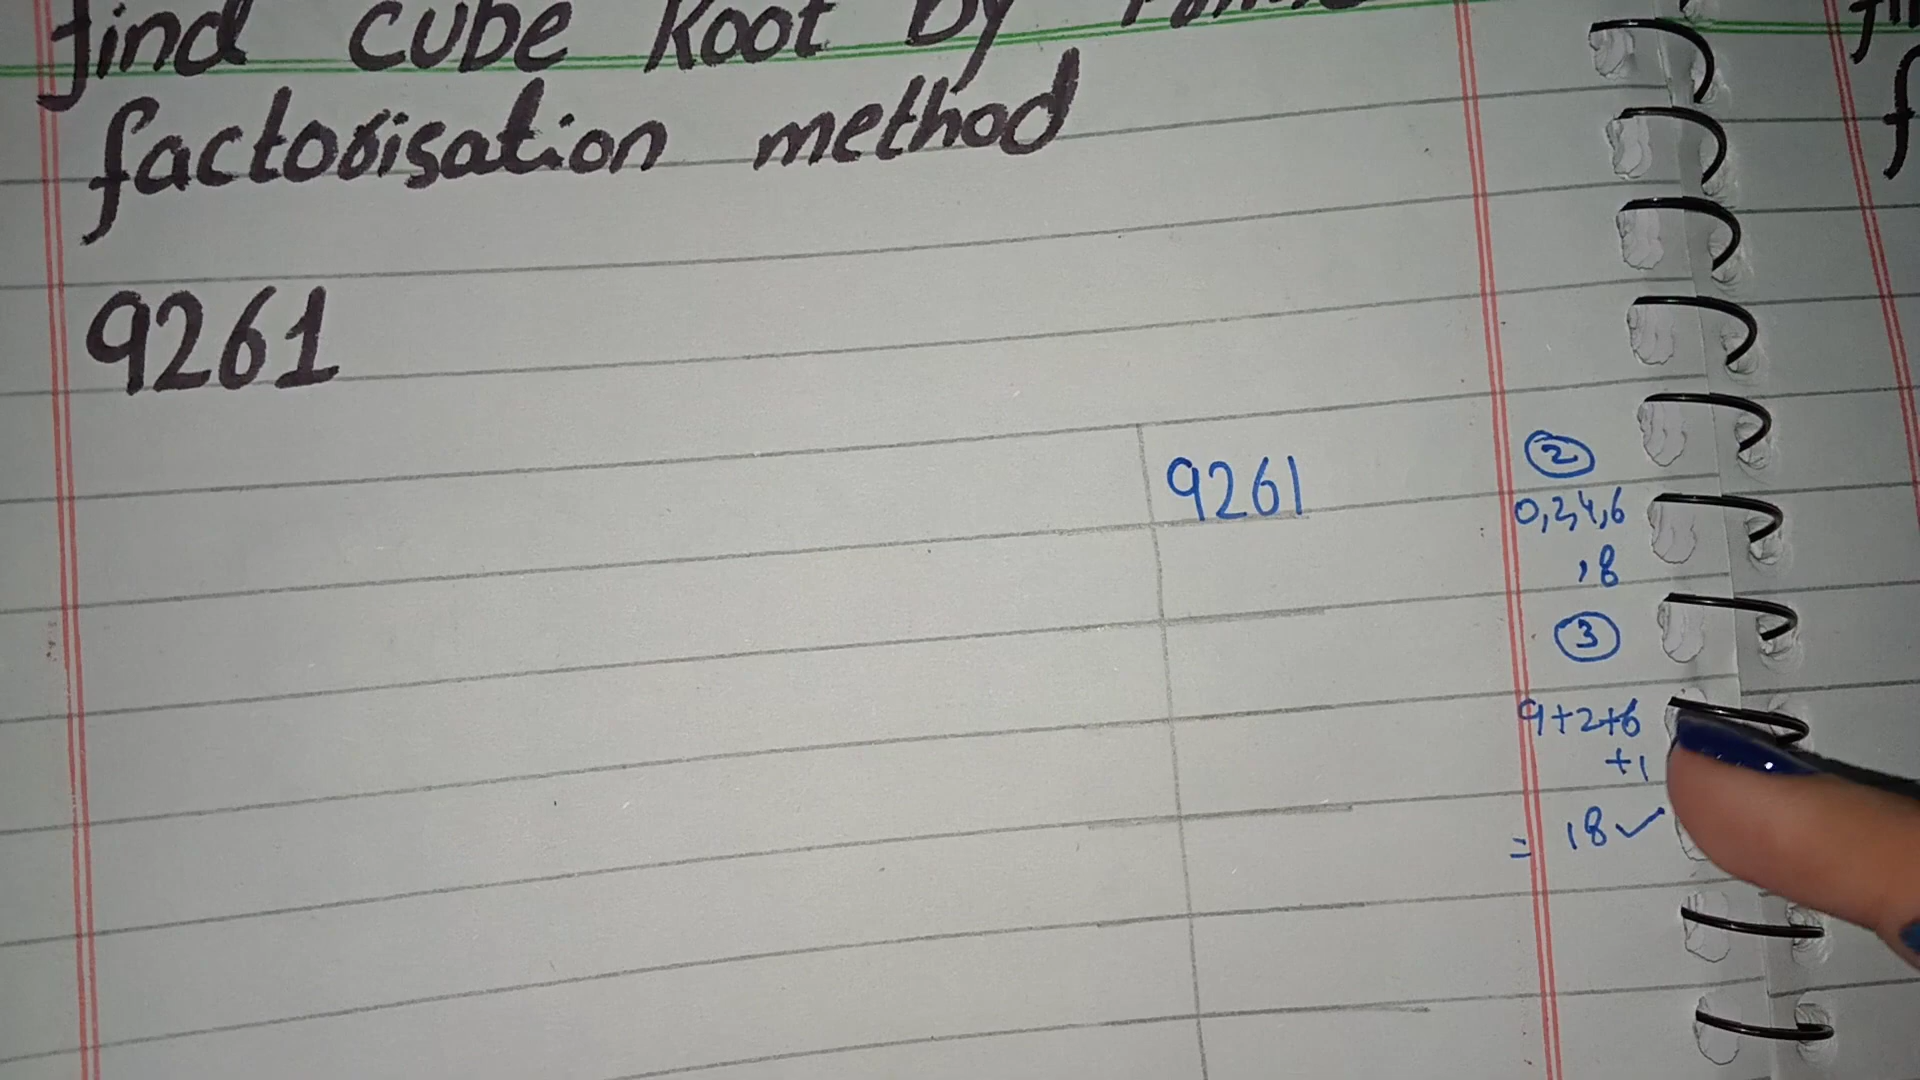 find cube Root by
factorisation method
9261
9261
2
0,2,4,6
,8
3
9+2+6
+1
= 18 ✓